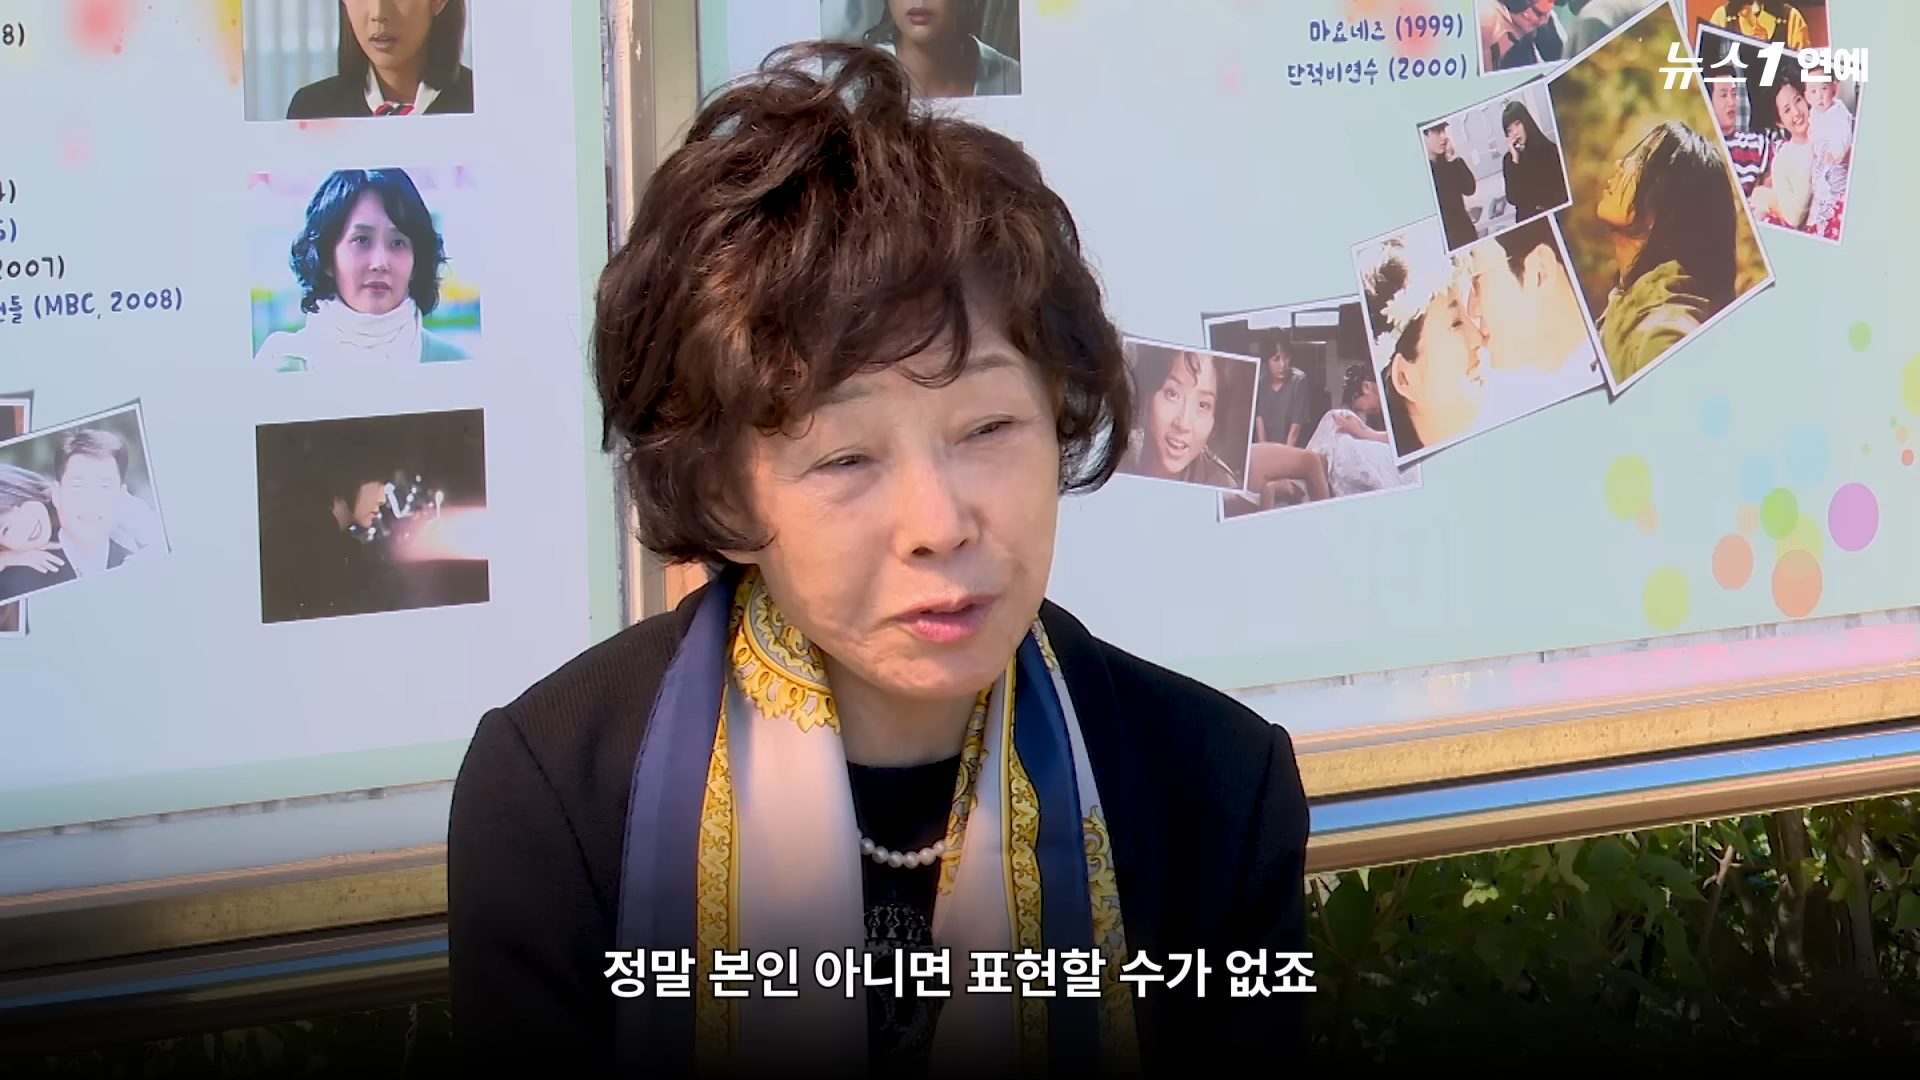 8)
마요네즈 (1999)
단적비연수 (2000)
뉴스1 연예
2007)
들 (MBC, 2008)
정말 본인 아니면 표현할 수가 없죠